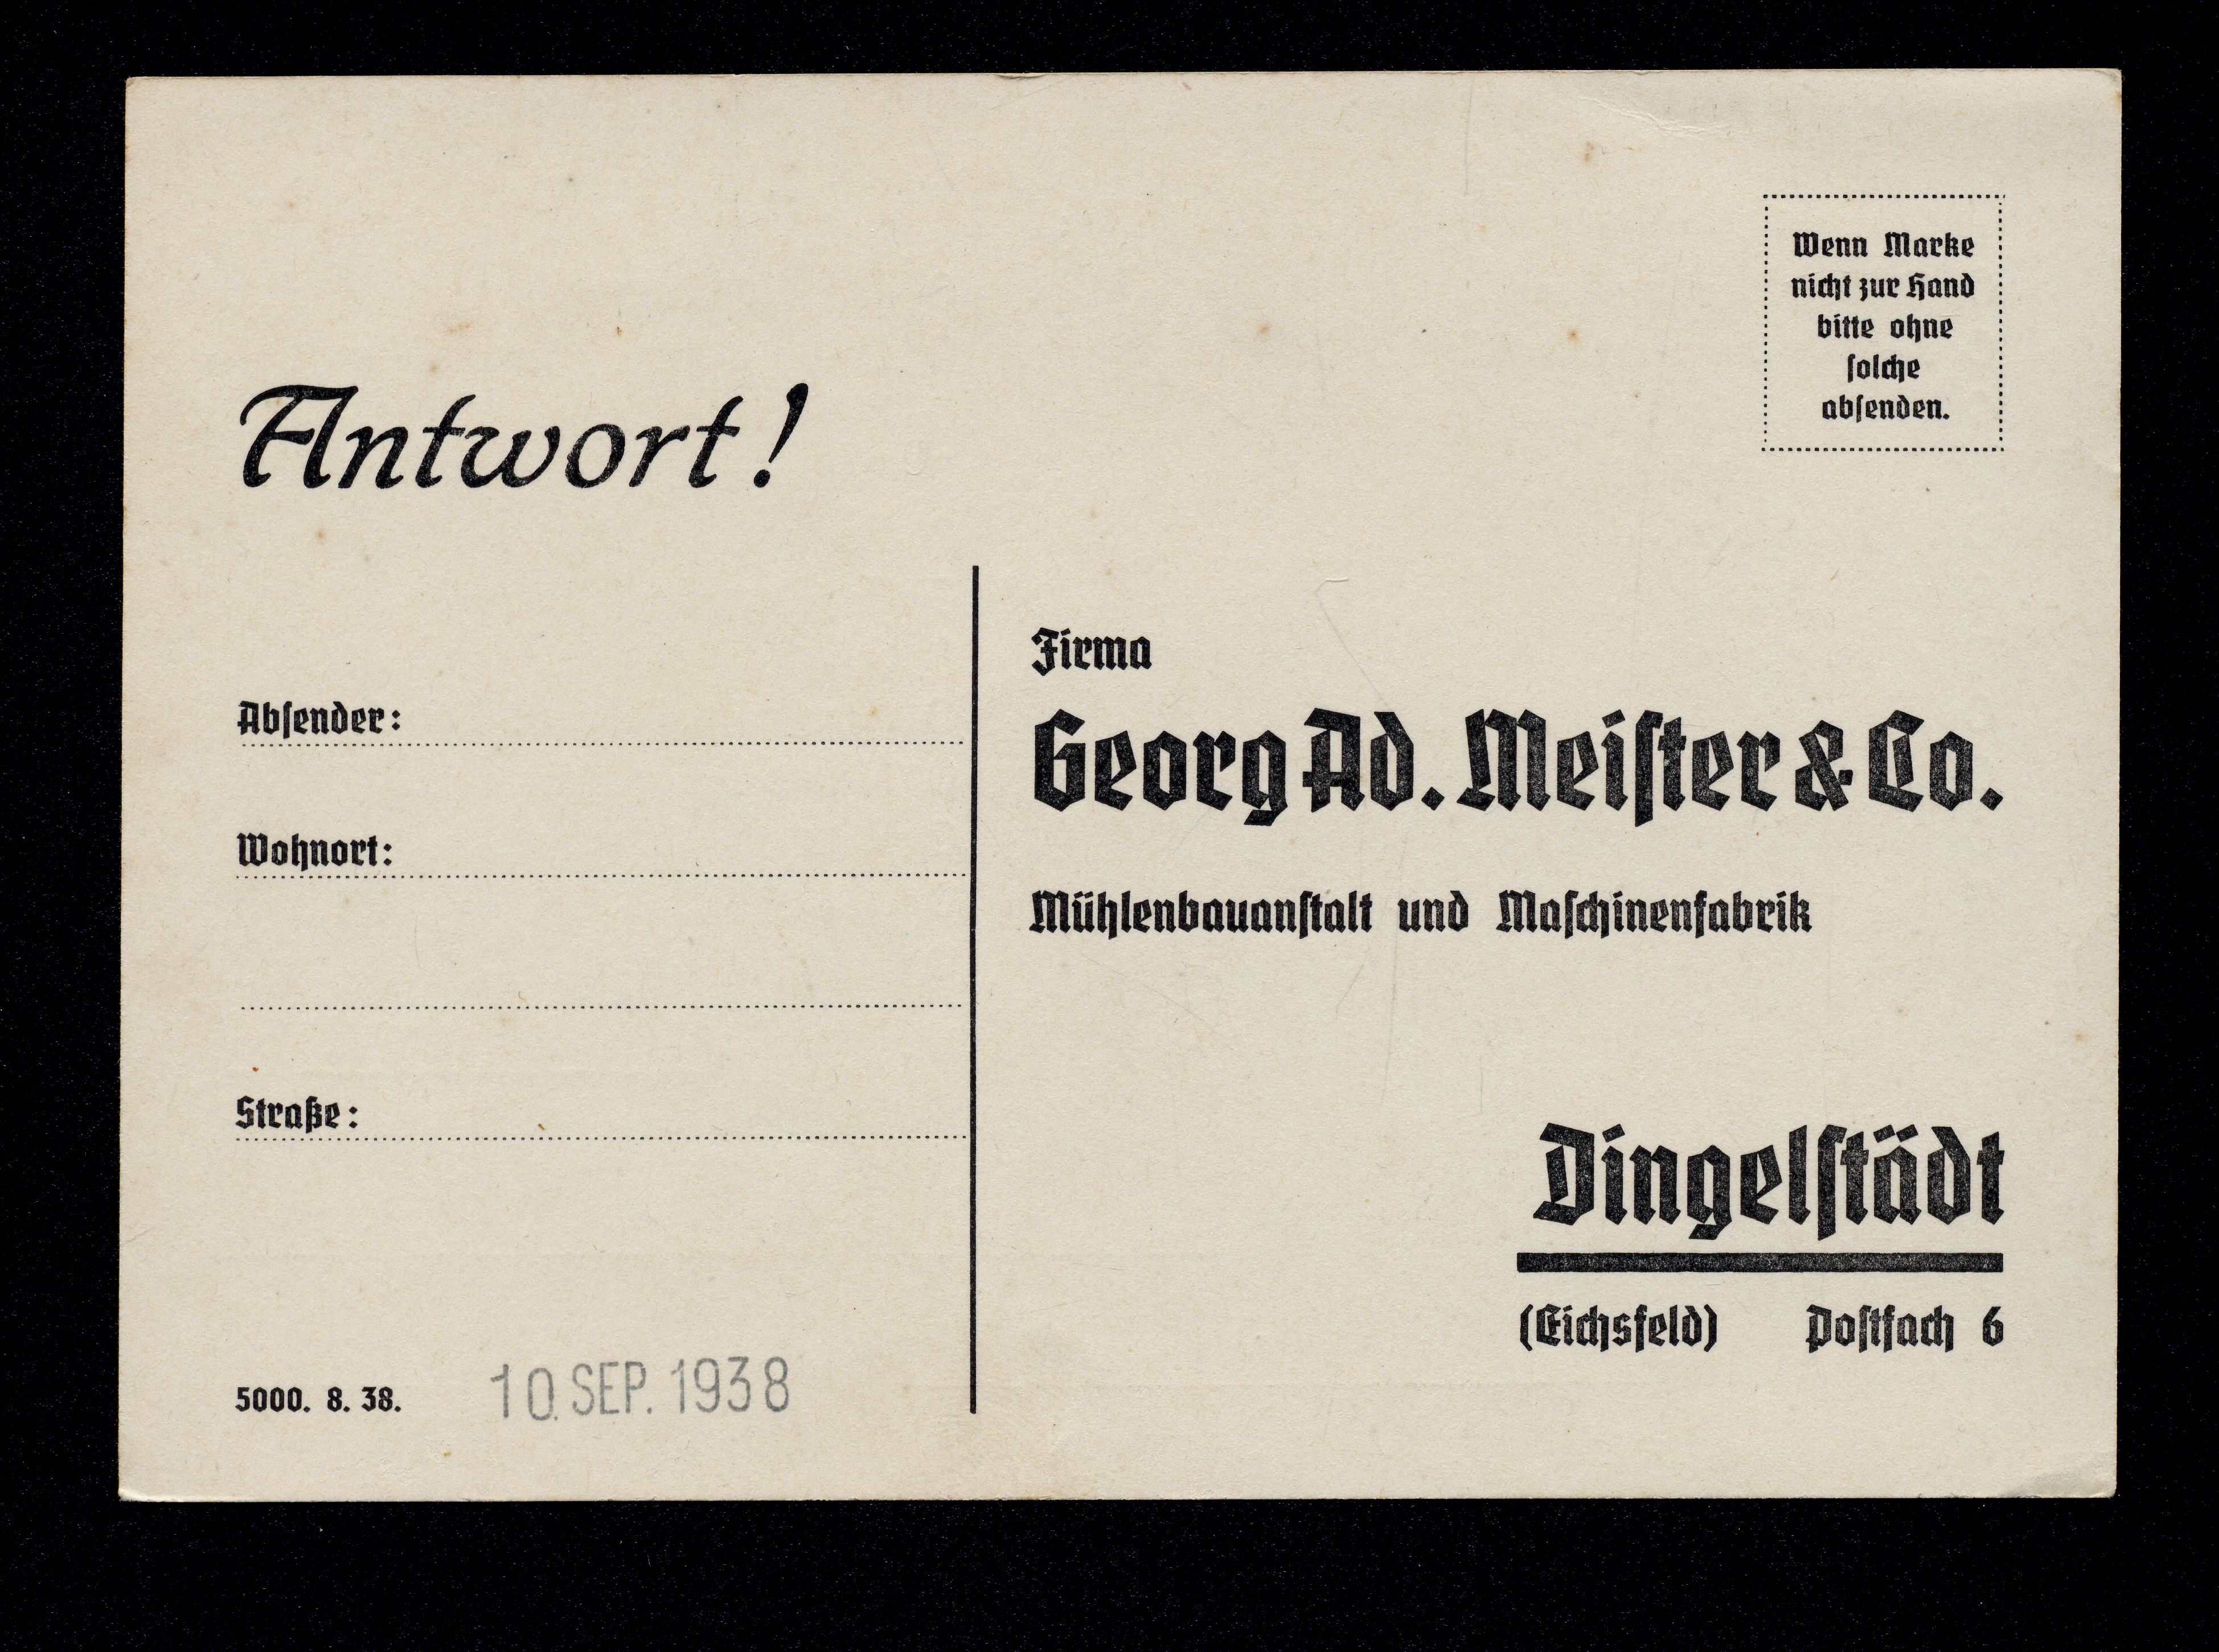 Wenn Marke
nicht zur Hand
bitte ohne
solche
absenden.
Antwort!
Absender:
Wohnort:
Straße:
5000. 8. 38.
10. SEP. 1938
Firma
Georg Ad. Meister & Co.
Mühlenbauanstalt und Maschinenfabrik
Dingelstädt
(Eichsfeld) Postfach 6